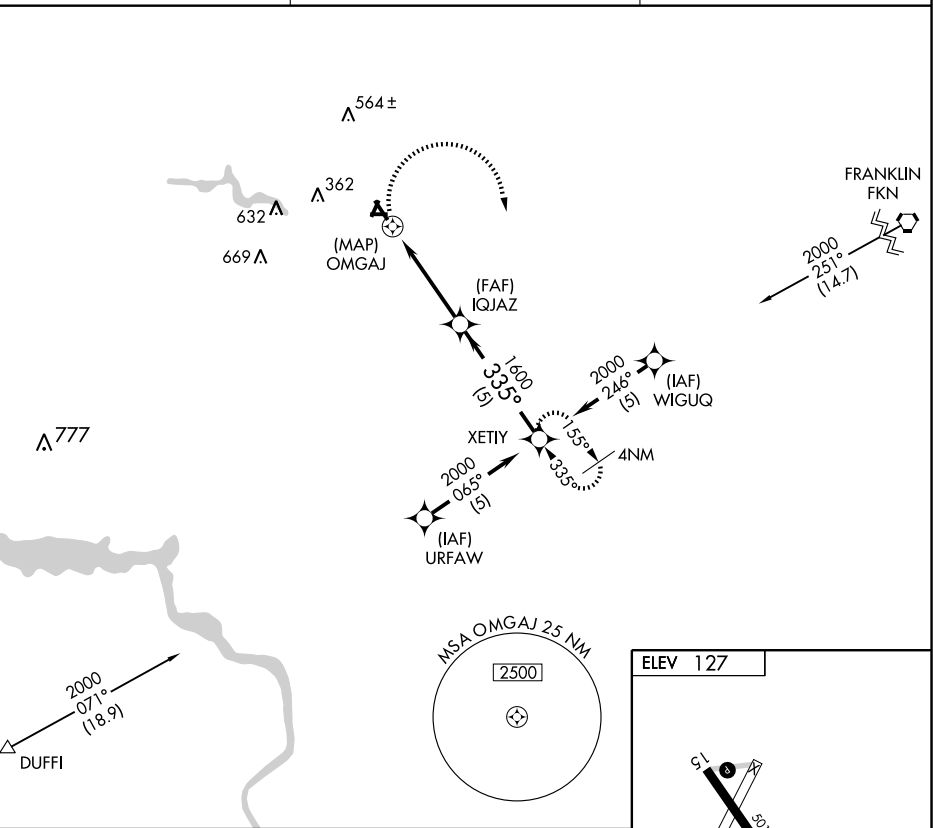 564 ±
362
632
669
(MAP)
OMGAJ
(FAF)
IQJAZ
FRANKLIN
FKN
2000
251°
(14.7)
1600
335°
(5)
2000
246°
(5)
(IAF)
WIGUQ
777
XETIY
155°
335°
4NM
2000
065°
(5)
(IAF)
URFAW
MSA OMGAJ 25 NM
2500
2000
071°
(18.9)
DUFFI
ELEV 127
15
P